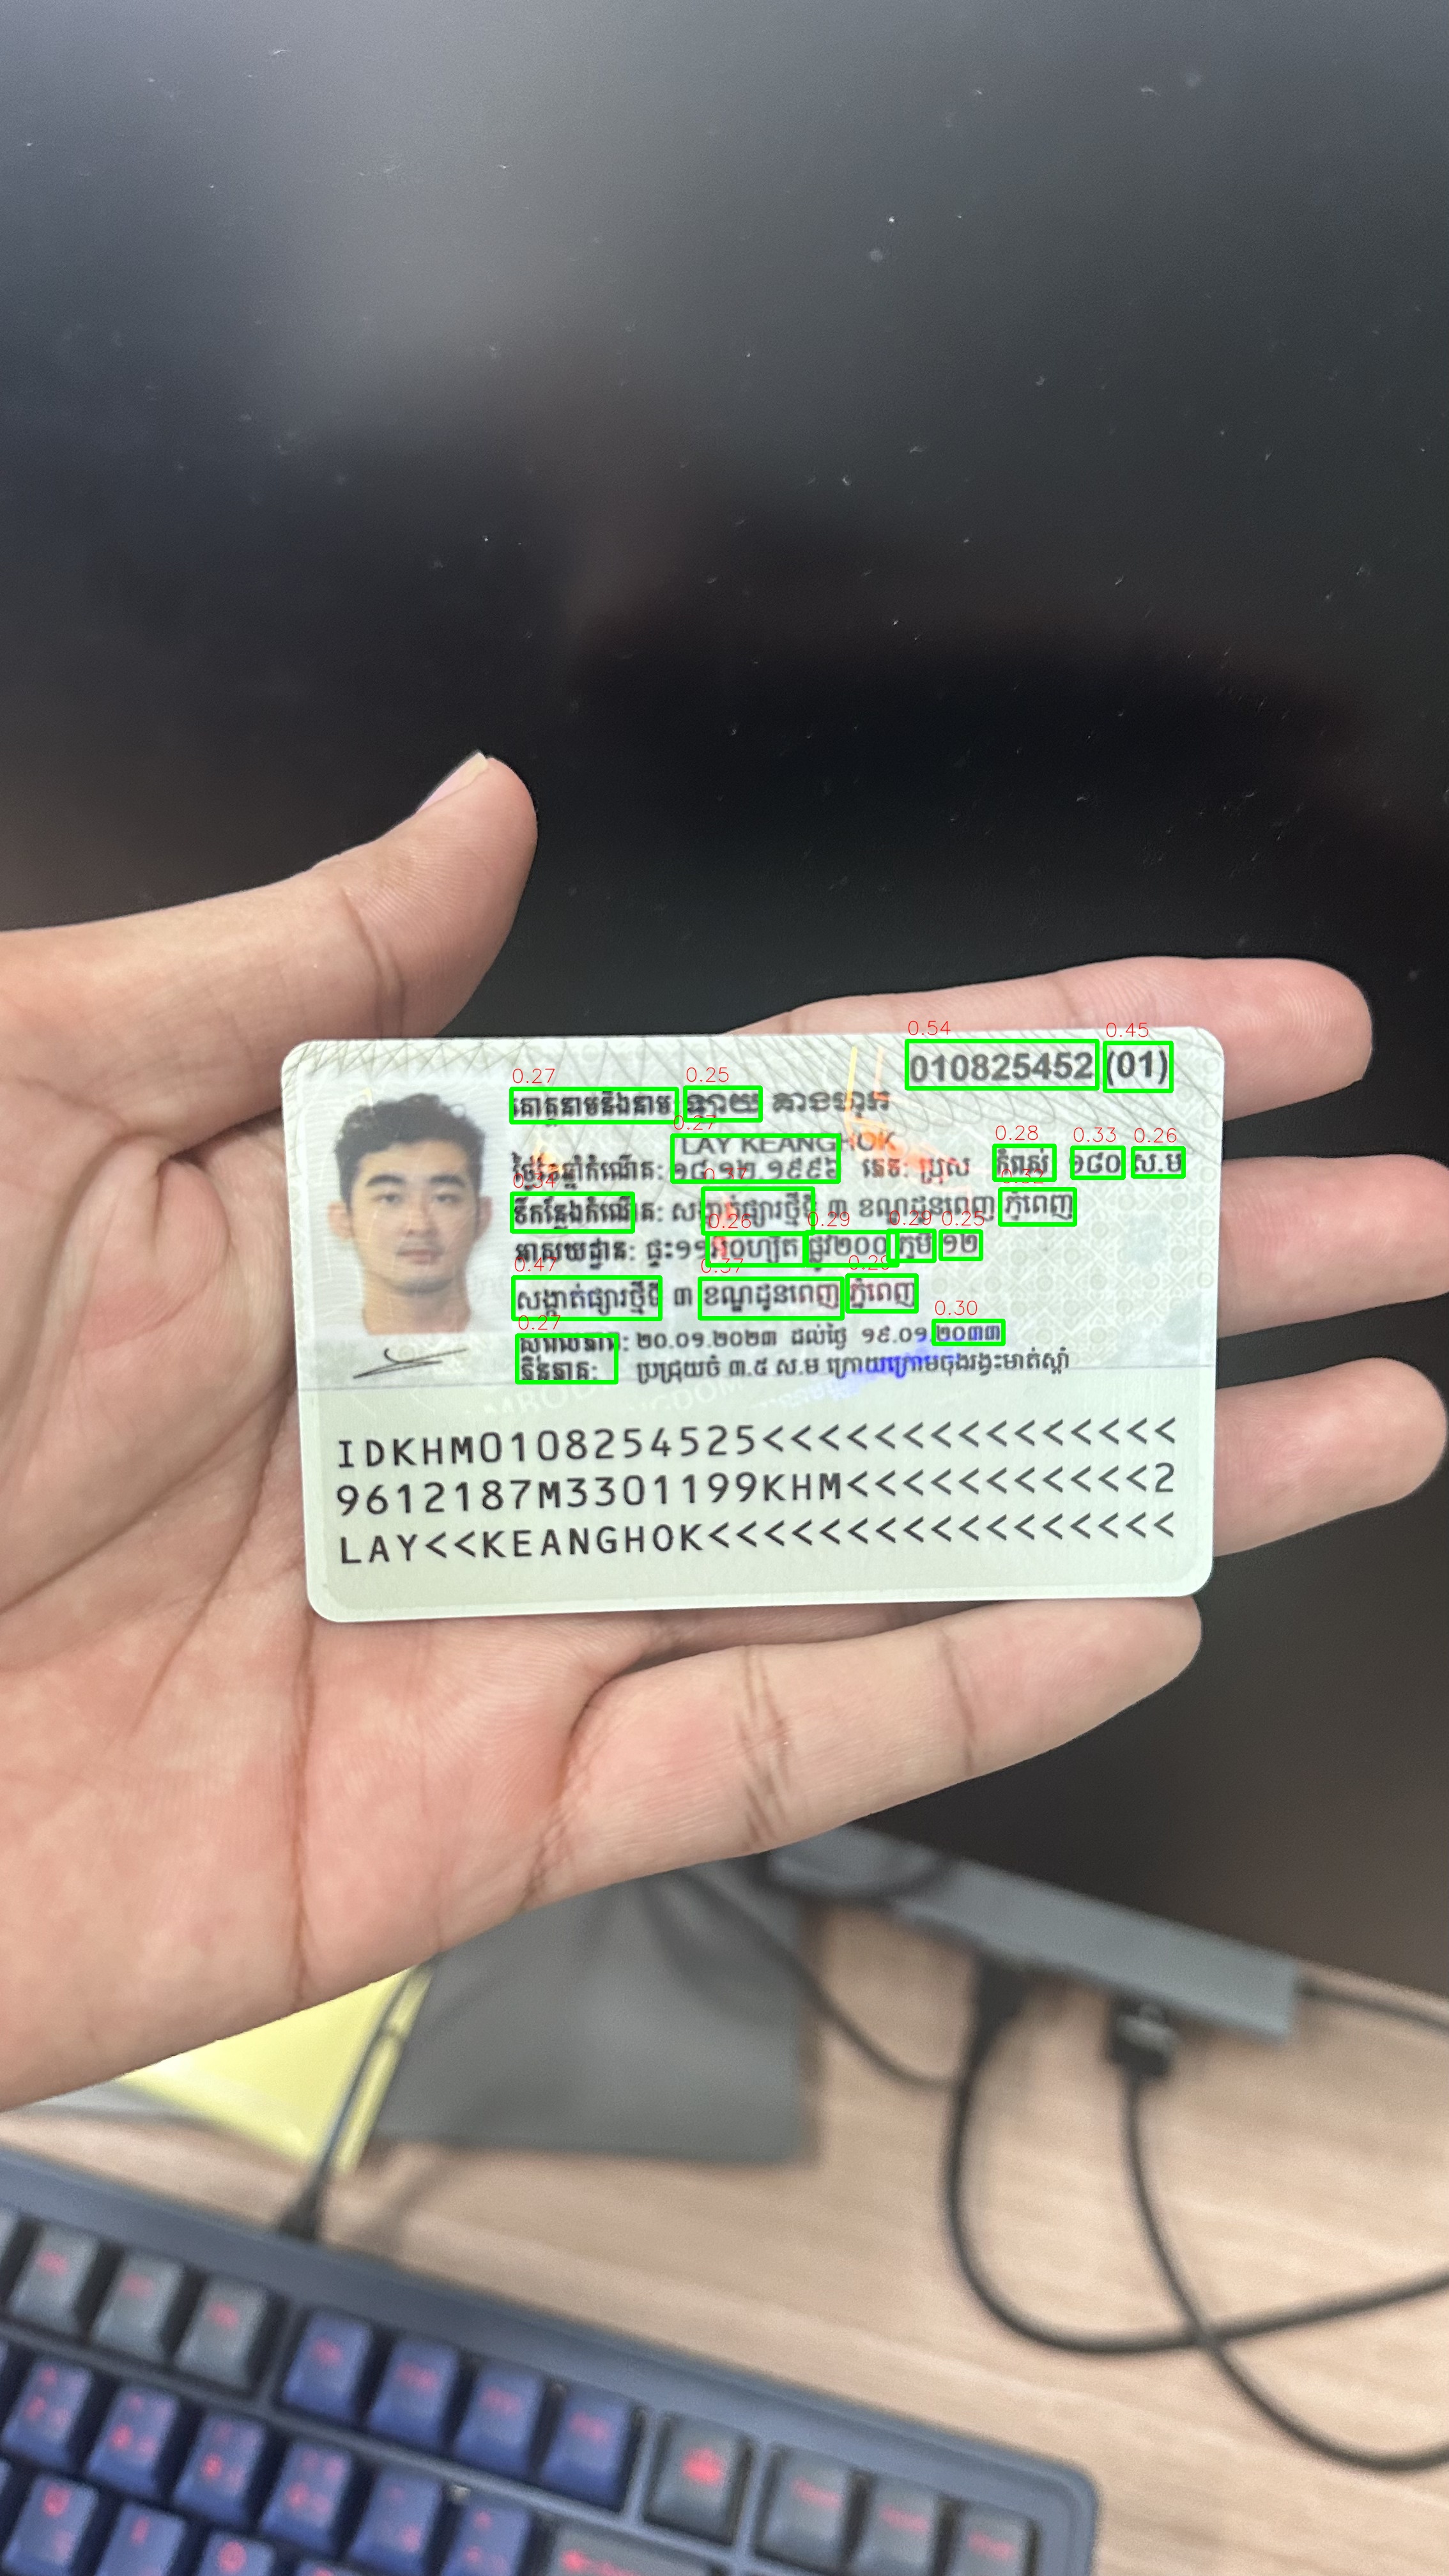 010825452 (01)
គោត្តនាមនិងនាម: ឡាយ គាងហុក
LAY KEANGHOK
ថ្ងៃខែឆ្នាំកំណើត: ១៨.១២.១៩៩៦ ភេទ: ប្រុស កំពស់ ១៨០ ស.ម
ទីកន្លែងកំណើត: សង្កាត់ផ្សារថ្មីទី ៣ ខណ្ឌដូនពេញ ភ្នំពេញ
អាសយដ្ឋាន: ផ្ទះ១១ ផ្លូវ២០០ ភូមិ ១២
សង្កាត់ផ្សារថ្មីទី ៣ ខណ្ឌដូនពេញ ភ្នំពេញ
សុពលភាព: ២០.០១.២០២៣ ដល់ថ្ងៃ ១៩.០១.២០៣៣
ភិនភាគ: ប្រជ្រុយចំ ៣.៥ ស.ម ក្រោយក្រោមចុងរង្វះមាត់ស្តាំ
IDKHM0108254525<<<<<<<<<<<<<<<
9612187M3301199KHM<<<<<<<<<<<2
LAY<<KEANGHOK<<<<<<<<<<<<<<<<<
0.54
0.45
0.27
0.25
0.27
0.28
0.33
0.26
0.37
0.32
0.34
0.26
0.29
0.29
0.25
0.47
0.37
0.29
0.30
0.27